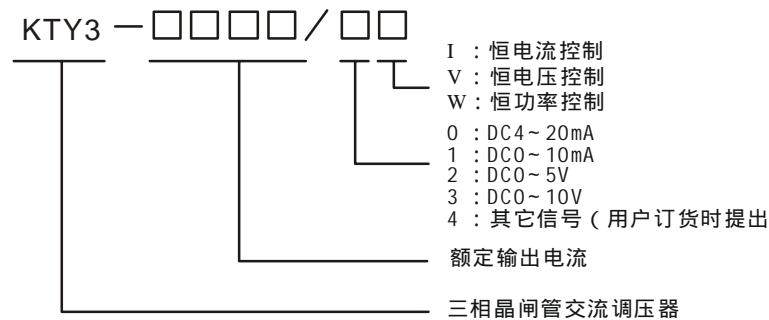 KTY3－□□□□/□□
I ：恒电流控制
V：恒电压控制
W：恒功率控制
0 ：DC4~20mA
1 ：DC0~10mA
2 ：DC0~5V
3 ：DC0~10V
4 ：其它信号（用户订货时提出
额定输出电流
三相晶闸管交流调压器